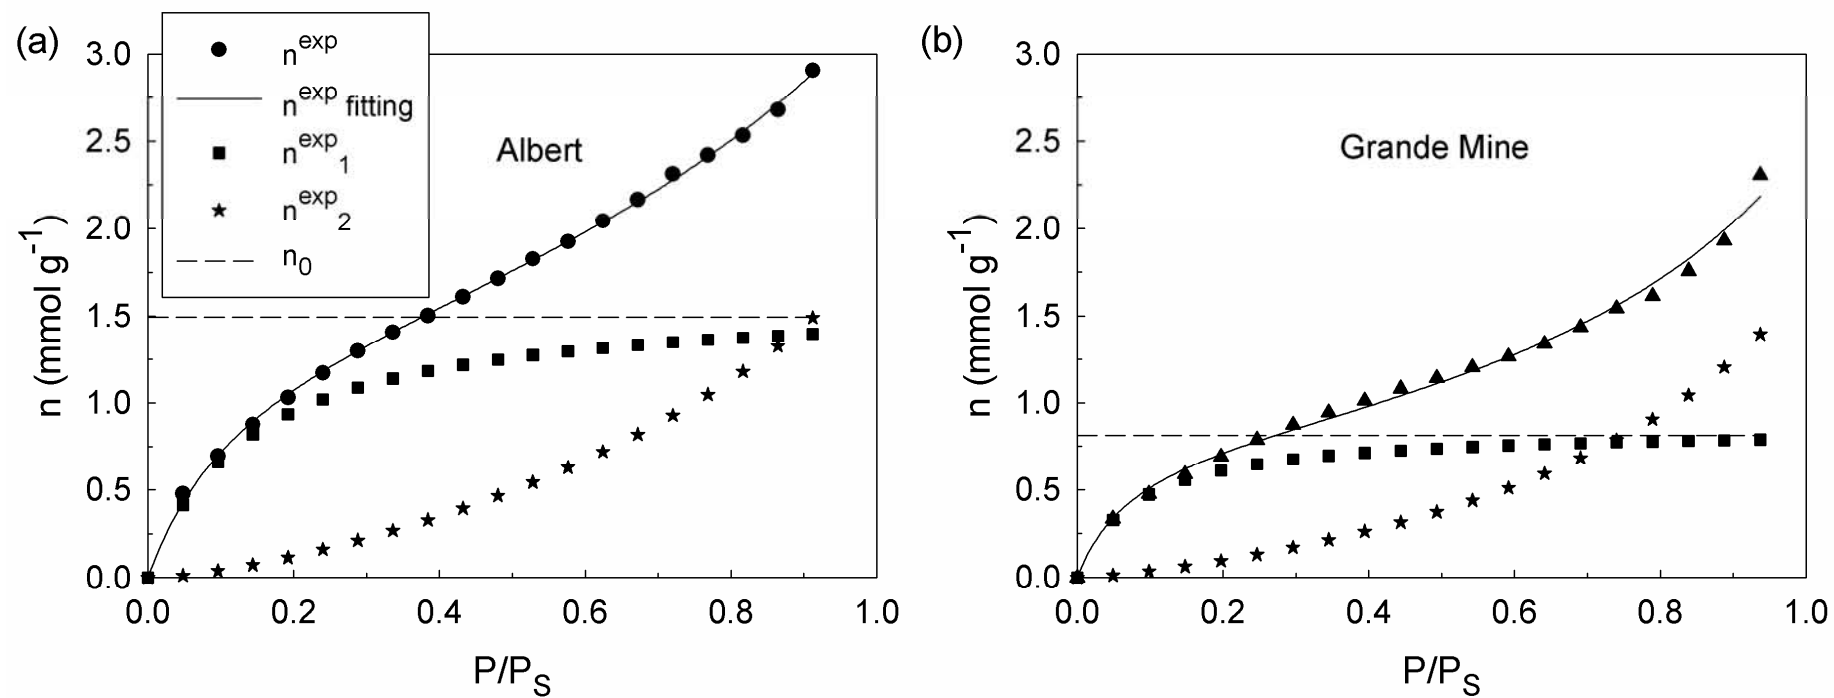 (a)
n^exp
n^exp fitting
n^exp_1
n^exp_2
n_0
Albert
3.0
2.5
2.0
1.5
1.0
0.5
0.0
n (mmol g^-1)
0.0 0.2 0.4 0.6 0.8 1.0
P/P_S
(b)
Grande Mine
3.0
2.5
2.0
1.5
1.0
0.5
0.0
n (mmol g^-1)
0.0 0.2 0.4 0.6 0.8 1.0
P/P_S